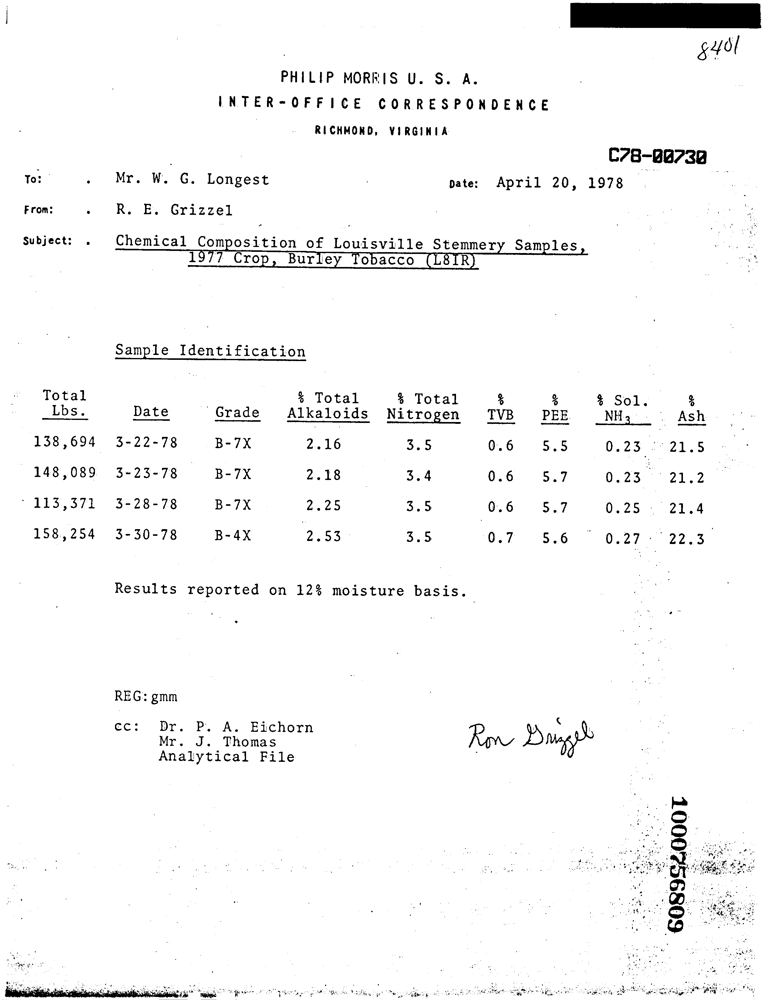 8401
PHILIP MORRIS U. S. A.
INTER-OFFICE CORRESPONDENCE
RICHMOND, VIRGINIA
C78-00730
To: . Mr. W. G. Longest Date: April 20, 1978
From: . R. E. Grizzel
Subject: . Chemical Composition of Louisville Stemmery Samples,
1977 Crop, Burley Tobacco (L8IR)
Sample Identification
Total % Total % Total % % % Sol. %
Lbs. Date Grade Alkaloids Nitrogen TVB PEE NH3 Ash
138,694 3-22-78 B-7X 2.16 3.5 0.6 5.5 0.23 21.5
148,089 3-23-78 B-7X 2.18 3.4 0.6 5.7 0.23 21.2
113,371 3-28-78 B-7X 2.25 3.5 0.6 5.7 0.25 21.4
158,254 3-30-78 B-4X 2.53 3.5 0.7 5.6 0.27 22.3
Results reported on 12% moisture basis.
REG:gmm
cc: Dr. P. A. Eichorn
Mr. J. Thomas
Analytical File
Ron Grizzel
1000756809